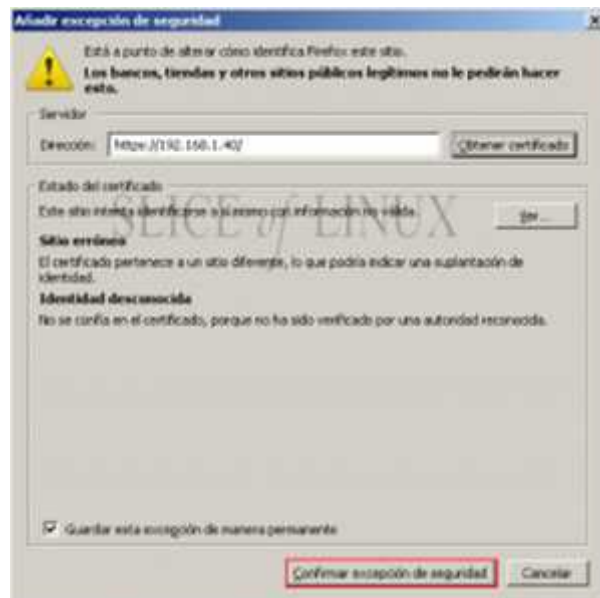 Añadir excepción de seguridad
Está a punto de alterar cómo identifica Firefox este sitio.
Los bancos, tiendas y otros sitios públicos legítimos no le pedirán hacer
esto.
Servidor
Dirección: https://192.168.1.40/ Obtener certificado
Estado del certificado
Este sitio intenta identificarse a sí mismo con información no válida. Ver...
SLICE of LINUX
Sitio erróneo
El certificado pertenece a un sitio diferente, lo que podría indicar una suplantación de
identidad.
Identidad desconocida
No se confía en el certificado, porque no ha sido verificado por una autoridad reconocida.
Guardar esta excepción de manera permanente
Confirmar excepción de seguridad Cancelar